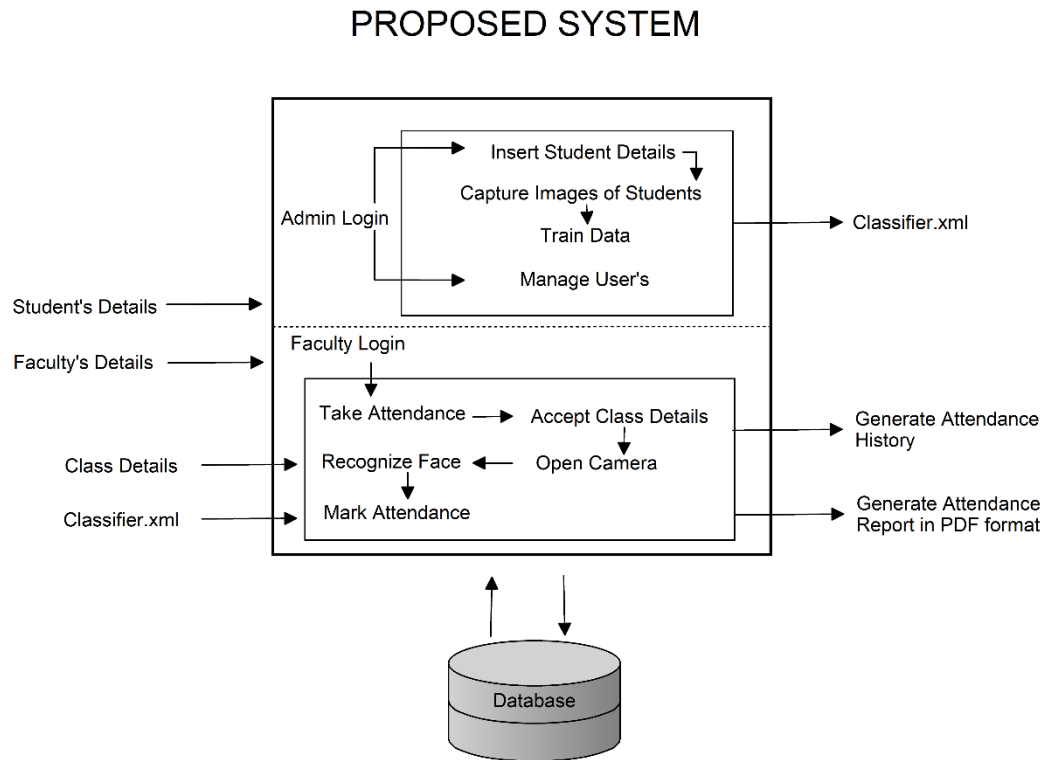 PROPOSED SYSTEM
Insert Student Details
Capture Images of Students
Admin Login
Train Data
Classifier.xml
Manage User's
Student's Details
Faculty Login
Faculty's Details
Take Attendance
Accept Class Details
Generate Attendance
History
Class Details
Recognize Face
Open Camera
Classifier.xml
Mark Attendance
Generate Attendance
Report in PDF format
Database